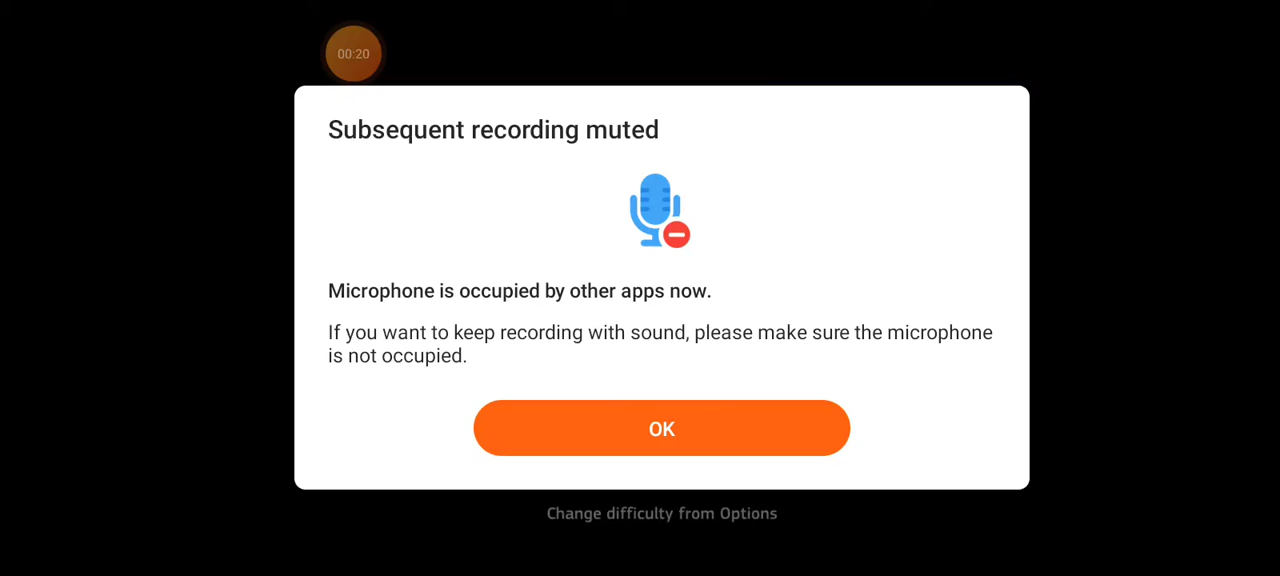 00:20
Subsequent recording muted
Microphone is occupied by other apps now.
If you want to keep recording with sound, please make sure the microphone
is not occupied.
OK
Change difficulty from Options